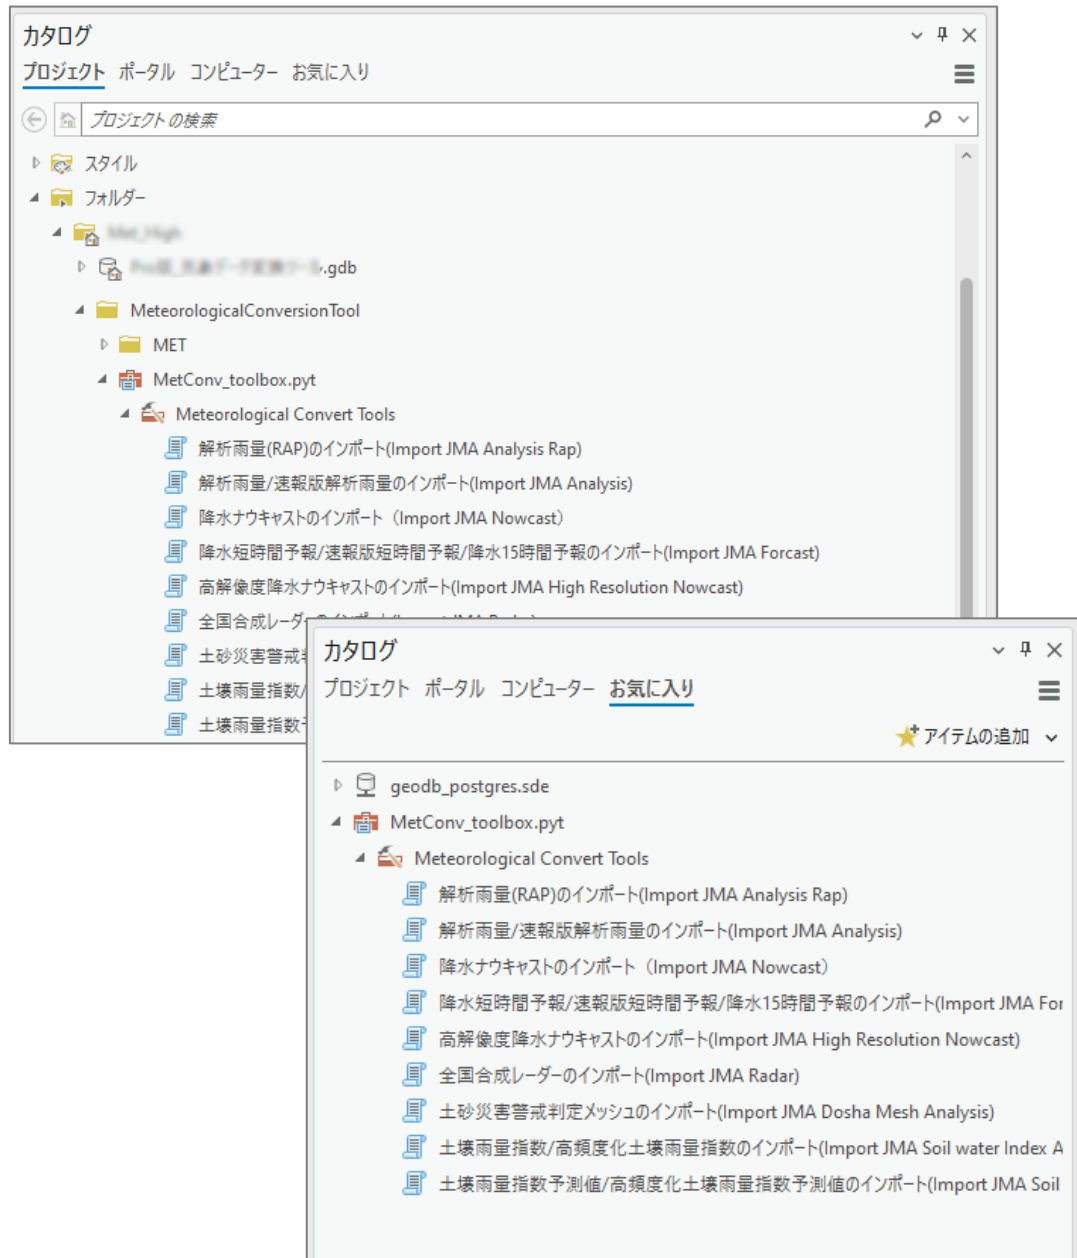 カタログ
プロジェクト ポータル コンピューター お気に入り
プロジェクトの検索
スタイル
フォルダー
.gdb
MeteorologicalConversionTool
MET
MetConv_toolbox.pyt
Meteorological Convert Tools
解析雨量(RAP)のインポート(Import JMA Analysis Rap)
解析雨量/速報版解析雨量のインポート(Import JMA Analysis)
降水ナウキャストのインポート（Import JMA Nowcast）
降水短時間予報/速報版短時間予報/降水15時間予報のインポート(Import JMA Forcast)
高解像度降水ナウキャストのインポート(Import JMA High Resolution Nowcast)
全国合成レーダー
土砂災害警戒
土壌雨量指数/
土壌雨量指数予
カタログ
プロジェクト ポータル コンピューター お気に入り
アイテムの追加
geodb_postgres.sde
MetConv_toolbox.pyt
Meteorological Convert Tools
解析雨量(RAP)のインポート(Import JMA Analysis Rap)
解析雨量/速報版解析雨量のインポート(Import JMA Analysis)
降水ナウキャストのインポート（Import JMA Nowcast）
降水短時間予報/速報版短時間予報/降水15時間予報のインポート(Import JMA For
高解像度降水ナウキャストのインポート(Import JMA High Resolution Nowcast)
全国合成レーダーのインポート(Import JMA Radar)
土砂災害警戒判定メッシュのインポート(Import JMA Dosha Mesh Analysis)
土壌雨量指数/高頻度化土壌雨量指数のインポート(Import JMA Soil water Index A
土壌雨量指数予測値/高頻度化土壌雨量指数予測値のインポート(Import JMA Soil